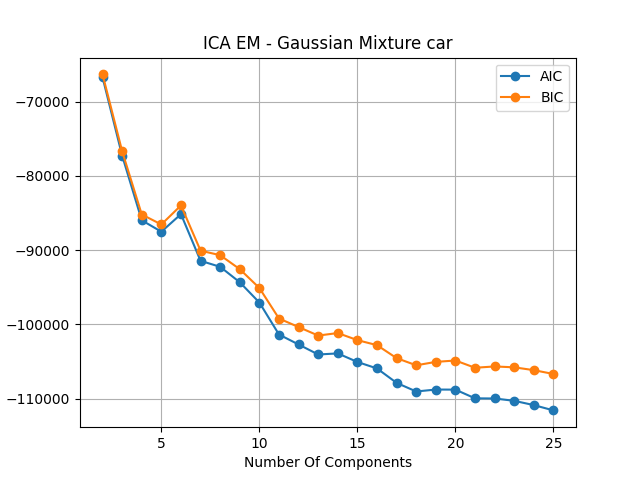 ICA EM - Gaussian Mixture car
AIC
BIC
−70000
−80000
−90000
−100000
−110000
5 10 15 20 25
Number Of Components